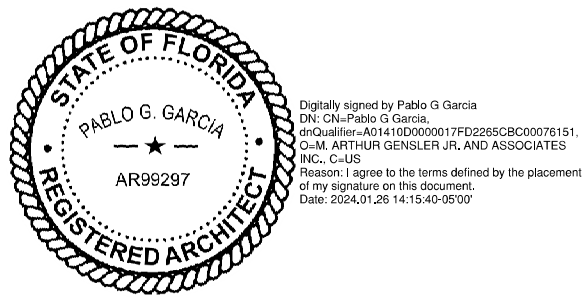 STATE OF FLORIDA
PABLO G. GARCIA
AR99297
REGISTERED ARCHITECT
Digitally signed by Pablo G Garcia
DN: CN=Pablo G Garcia,
dnQualifier=A01410D0000017FD2265CBC00076151,
O=M. ARTHUR GENSLER JR. AND ASSOCIATES
INC., C=US
Reason: I agree to the terms defined by the placement
of my signature on this document.
Date: 2024.01.26 14:15:40-05'00'